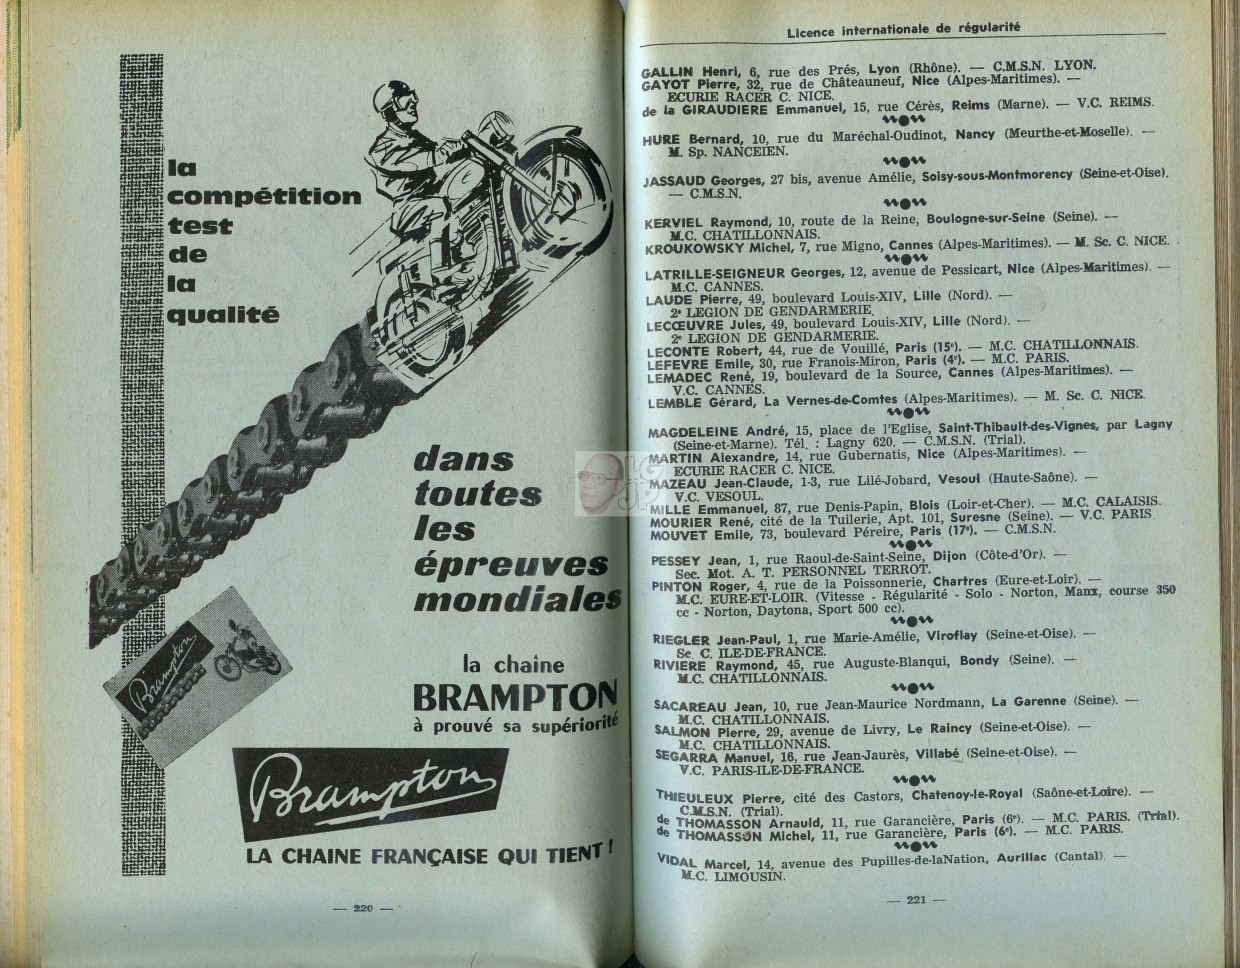 la
compétition
test
de
la
qualité
dans
toutes
les
épreuves
mondiales
Brampton
la chaine
BRAMPTON
à prouvé sa supériorité
Brampton
LA CHAINE FRANÇAISE QUI TIENT !
— 220 —
Licence internationale de régularité
GALLIN Henri, 6, rue des Prés, Lyon (Rhône). — C.M.S.N. LYON.
GAYOT Pierre, 32, rue de Châteauneuf, Nice (Alpes-Maritimes). —
ECURIE RACER C. NICE.
de la GIRAUDIERE Emmanuel, 15, rue Cérès, Reims (Marne). — V.C. REIMS.
HURE Bernard, 10, rue du Maréchal-Oudinot, Nancy (Meurthe-et-Moselle). —
M. Sp. NANCEIEN.
JASSAUD Georges, 27 bis, avenue Amélie, Soisy-sous-Montmorency (Seine-et-Oise).
— C.M.S.N.
KERVIEL Raymond, 10, route de la Reine, Boulogne-sur-Seine (Seine). —
M.C. CHATILLONNAIS.
KROUKOWSKY Michel, 7, rue Migno, Cannes (Alpes-Maritimes). — M. Sc. C. NICE.
LATRILLE-SEIGNEUR Georges, 12, avenue de Pessicart, Nice (Alpes-Maritimes). —
M.C. CANNES.
LAUDE Pierre, 49, boulevard Louis-XIV, Lille (Nord). —
2e LEGION DE GENDARMERIE.
LECŒUVRE Jules, 49, boulevard Louis-XIV, Lille (Nord). —
2e LEGION DE GENDARMERIE.
LECONTE Robert, 44, rue de Vouillé, Paris (15e). — M.C. CHATILLONNAIS.
LEFEVRE Emile, 30, rue Franois-Miron, Paris (4e). — M.C. PARIS.
LEMADEC René, 19, boulevard de la Source, Cannes (Alpes-Maritimes). —
V.C. CANNES.
LEMBLE Gérard, La Vernes-de-Comtes (Alpes-Maritimes). — M. Sc. C. NICE.
MAGDELEINE André, 15, place de l'Eglise, Saint-Thibault-des-Vignes, par Lagny
(Seine-et-Marne). Tél. : Lagny 620. — C.M.S.N. (Trial).
MARTIN Alexandre, 14, rue Gubernatis, Nice (Alpes-Maritimes). —
ECURIE RACER C. NICE.
MAZEAU Jean-Claude, 1-3, rue Lilé-Jobard, Vesoul (Haute-Saône). —
V.C. VESOUL.
MILLE Emmanuel, 87, rue Denis-Papin, Blois (Loir-et-Cher). — M.C. CALAISIS.
MOURIER René, cité de la Tuilerie, Apt. 101, Suresne (Seine). — V.C. PARIS
MOUVET Emile, 73, boulevard Péreire, Paris (17e). — C.M.S.N.
PESSEY Jean, 1, rue Raoul-de-Saint-Seine, Dijon (Côte-d'Or). —
Sec. Mot. A. T. PERSONNEL TERROT.
PINTON Roger, 4, rue de la Poissonnerie, Chartres (Eure-et-Loir). —
M.C. EURE-ET-LOIR. (Vitesse - Régularité - Solo - Norton, Manx, course 350
cc - Norton, Daytona, Sport 500 cc).
RIEGLER Jean-Paul, 1, rue Marie-Amélie, Viroflay (Seine-et-Oise). —
Sc. C. ILE-DE-FRANCE.
RIVIERE Raymond, 45, rue Auguste-Blanqui, Bondy (Seine). —
M.C. CHATILLONNAIS.
SACAREAU Jean, 10, rue Jean-Maurice Nordmann, La Garenne (Seine). —
M.C. CHATILLONNAIS.
SALMON Pierre, 29, avenue de Livry, Le Raincy (Seine-et-Oise). —
M.C. CHATILLONNAIS.
SEGARRA Manuel, 16, rue Jean-Jaurès, Villabé (Seine-et-Oise). —
V.C. PARIS-ILE-DE-FRANCE.
THIEULEUX Pierre, cité des Castors, Chatenoy-le-Royal (Saône-et-Loire). —
C.M.S.N. (Trial).
de THOMASSON Arnauld, 11, rue Garancière, Paris (6e). — M.C. PARIS. (Trial).
de THOMASSON Michel, 11, rue Garancière, Paris (6e). — M.C. PARIS.
VIDAL Marcel, 14, avenue des Pupilles-de-laNation, Aurillac (Cantal). —
M.C. LIMOUSIN.
— 221 —
LG
JP